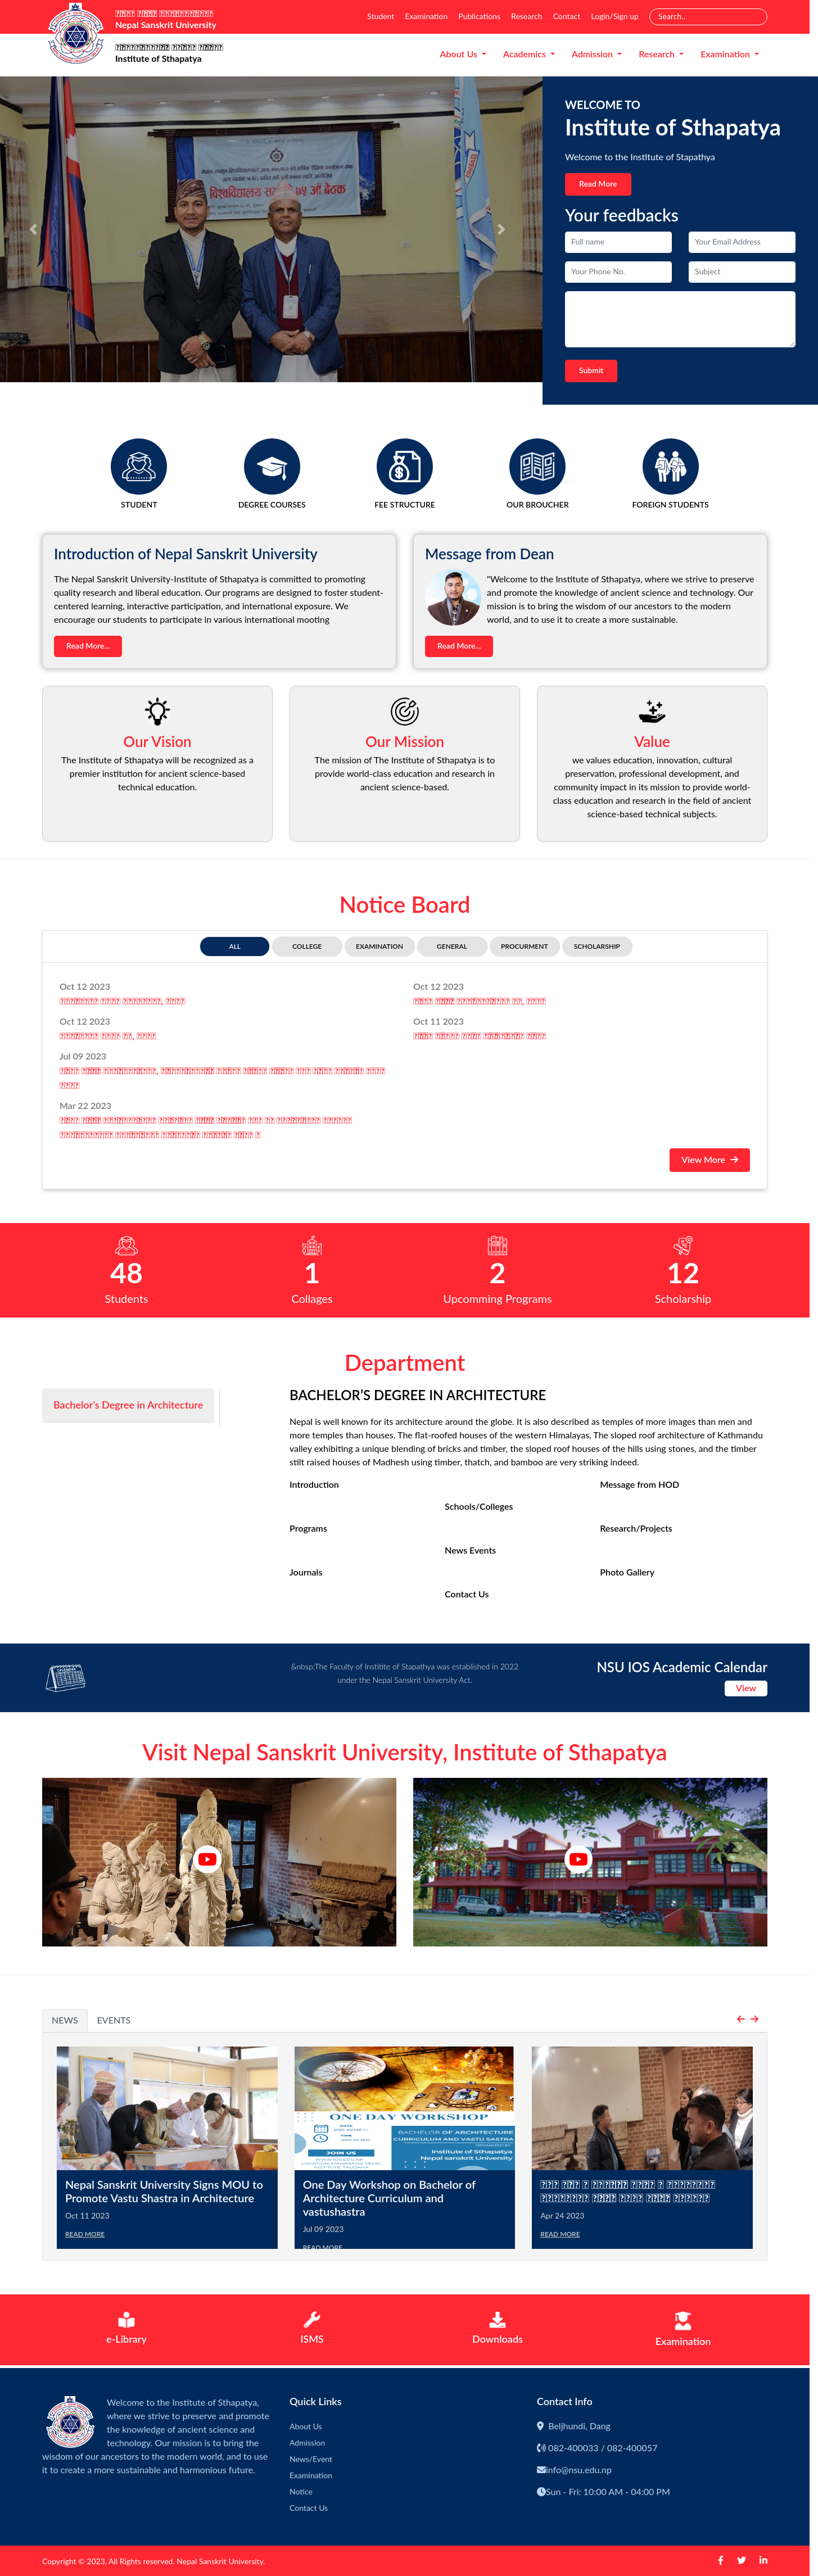 Nepal Sanskrit University
Institute of Sthapatya
Student Examination Publications Research Contact Login/Sign up Search..
About Us Academics Admission Research Examination
WELCOME TO
Institute of Sthapatya
Welcome to the Institute of Stapathya
Read More
Your feedbacks
Full name Your Email Address
Your Phone No. Subject
Submit
STUDENT DEGREE COURSES FEE STRUCTURE OUR BROUCHER FOREIGN STUDENTS
Introduction of Nepal Sanskrit University
The Nepal Sanskrit University-Institute of Sthapatya is committed to promoting
quality research and liberal education. Our programs are designed to foster student-
centered learning, interactive participation, and international exposure. We
encourage our students to participate in various international mooting
Read More...
Message from Dean
"Welcome to the Institute of Sthapatya, where we strive to preserve
and promote the knowledge of ancient science and technology. Our
mission is to bring the wisdom of our ancestors to the modern
world, and to use it to create a more sustainable.
Read More...
Our Vision
The Institute of Sthapatya will be recognized as a
premier institution for ancient science-based
technical education.
Our Mission
The mission of The Institute of Sthapatya is to
provide world-class education and research in
ancient science-based.
Value
we values education, innovation, cultural
preservation, professional development, and
community impact in its mission to provide world-
class education and research in the field of ancient
science-based technical subjects.
Notice Board
ALL COLLEGE EXAMINATION GENERAL PROCURMENT SCHOLARSHIP
Oct 12 2023
Oct 12 2023
Jul 09 2023
Mar 22 2023
Oct 12 2023
Oct 11 2023
View More
48 1 2 12
Students Collages Upcomming Programs Scholarship
Department
Bachelor's Degree in Architecture
BACHELOR'S DEGREE IN ARCHITECTURE
Nepal is well known for its architecture around the globe. It is also described as temples of more images than men and
more temples than houses. The flat-roofed houses of the western Himalayas, The sloped roof architecture of Kathmandu
valley exhibiting a unique blending of bricks and timber, the sloped roof houses of the hills using stones, and the timber
stilt raised houses of Madhesh using timber, thatch, and bamboo are very striking indeed.
Introduction Message from HOD
Schools/Colleges
Programs Research/Projects
News Events
Journals Photo Gallery
Contact Us
&nbsp;The Faculty of Institite of Stapathya was established in 2022
under the Nepal Sanskrit University Act.
NSU IOS Academic Calendar
View
Visit Nepal Sanskrit University, Institute of Sthapatya
NEWS EVENTS
Nepal Sanskrit University Signs MOU to
Promote Vastu Shastra in Architecture
Oct 11 2023
READ MORE
ONE DAY WORKSHOP
JOIN US
One Day Workshop on Bachelor of
Architecture Curriculum and
vastushastra
Jul 09 2023
READ MORE
Apr 24 2023
READ MORE
e-Library ISMS Downloads Examination
Welcome to the Institute of Sthapatya,
where we strive to preserve and promote
the knowledge of ancient science and
technology. Our mission is to bring the
wisdom of our ancestors to the modern world, and to use
it to create a more sustainable and harmonious future.
Quick Links
About Us
Admission
News/Event
Examination
Notice
Contact Us
Contact Info
Beljhundi, Dang
082-400033 / 082-400057
info@nsu.edu.np
Sun - Fri: 10:00 AM - 04:00 PM
Copyright © 2023, All Rights reserved. Nepal Sanskrit University.